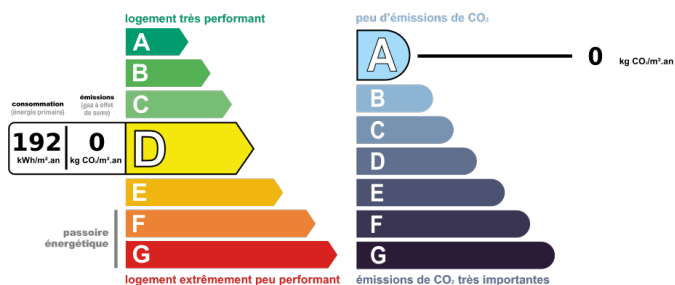 logement très performant
A
B
C
consommation
(énergie primaire)
émissions
(gaz à effet
de serre)
192
kWh/m².an
0
kg CO₂/m².an
D
E
F
G
passoire
énergétique
logement extrêmement peu performant
peu d'émissions de CO₂
A
0
kg CO₂/m².an
B
C
D
E
F
G
émissions de CO₂ très importantes